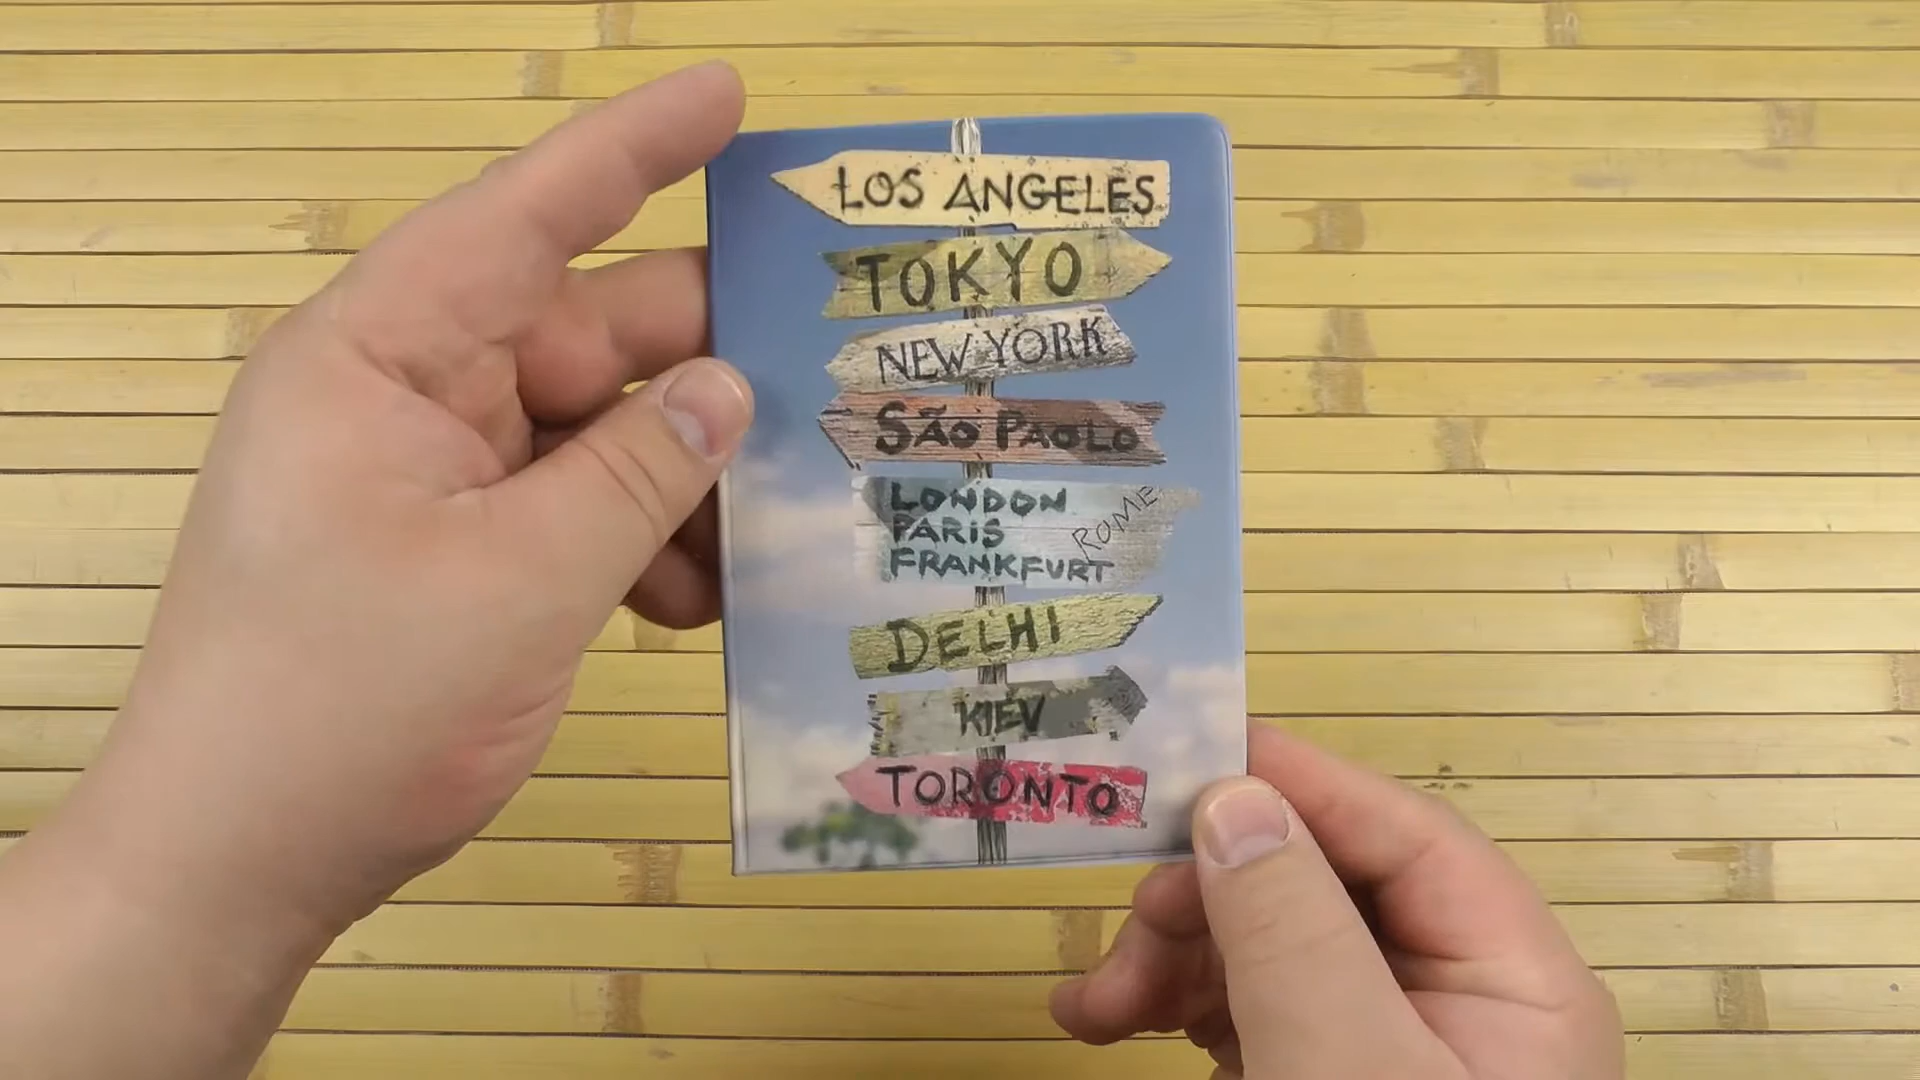 LOS ANGELES
TOKYO
NEW YORK
SÃO PAOLO
LONDON
PARIS
ROME
FRANKFURT
DELHI
KIEV
TORONTO